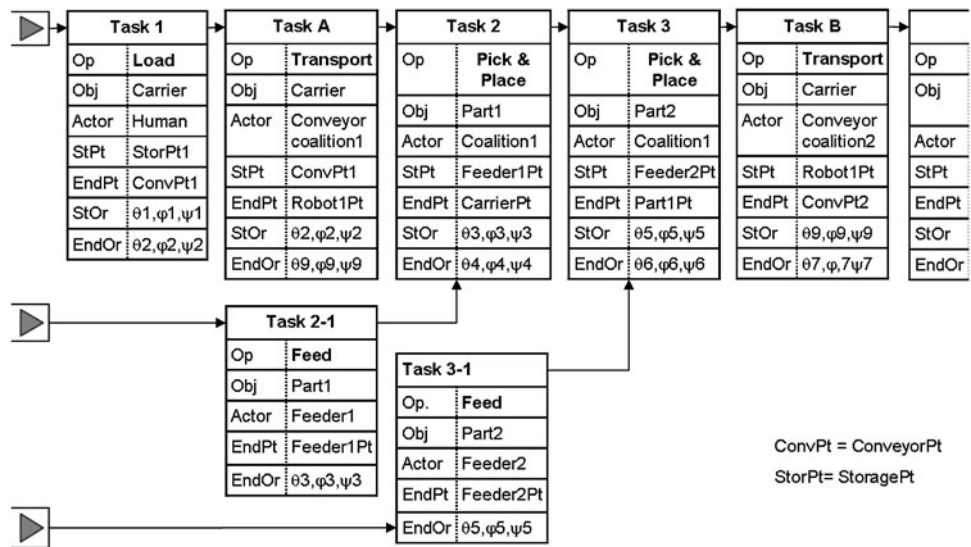 Task 1
Op Load
Obj Carrier
Actor Human
StPt StorPt1
EndPt ConvPt1
StOr θ1,φ1,ψ1
EndOr θ2,φ2,ψ2
Task A
Op Transport
Obj Carrier
Actor Conveyor
coalition1
StPt ConvPt1
EndPt Robot1Pt
StOr θ2,φ2,ψ2
EndOr θ9,φ9,ψ9
Task 2
Op Pick &
Place
Obj Part1
Actor Coalition1
StPt Feeder1Pt
EndPt CarrierPt
StOr θ3,φ3,ψ3
EndOr θ4,φ4,ψ4
Task 3
Op Pick &
Place
Obj Part2
Actor Coalition1
StPt Feeder2Pt
EndPt Part1Pt
StOr θ5,φ5,ψ5
EndOr θ6,φ6,ψ6
Task B
Op Transport
Obj Carrier
Actor Conveyor
coalition2
StPt Robot1Pt
EndPt ConvPt2
StOr θ9,φ9,ψ9
EndOr θ7,φ,7ψ7
Op
Obj
Actor
StPt
EndPt
StOr
EndOr
Task 2-1
Op Feed
Obj Part1
Actor Feeder1
EndPt Feeder1Pt
EndOr θ3,φ3,ψ3
Task 3-1
Op. Feed
Obj Part2
Actor Feeder2
EndPt Feeder2Pt
EndOr θ5,φ5,ψ5
ConvPt = ConveyorPt
StorPt= StoragePt